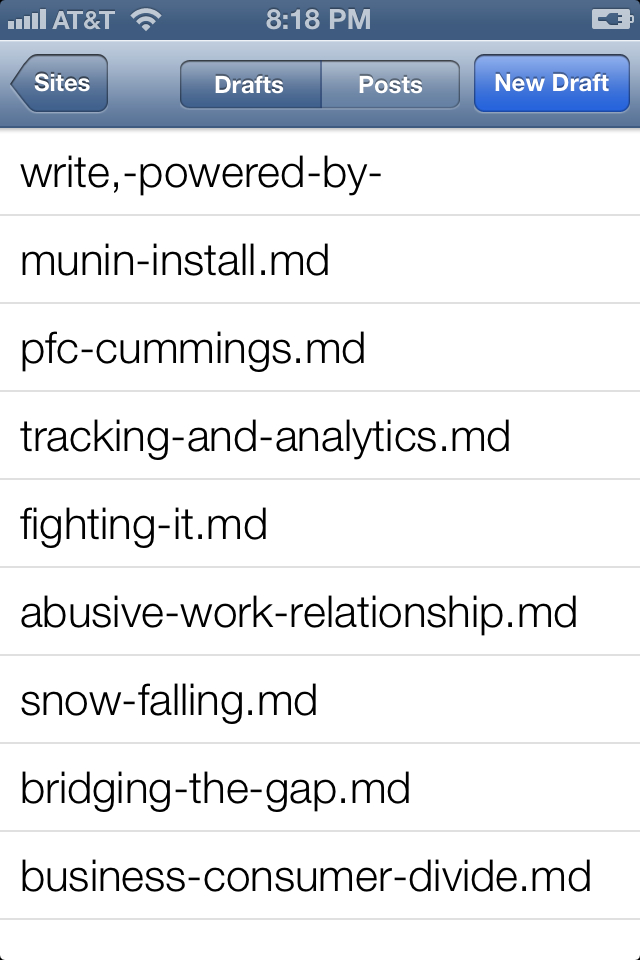 AT&T 8:18 PM
Sites Drafts Posts New Draft
write,-powered-by-
munin-install.md
pfc-cummings.md
tracking-and-analytics.md
fighting-it.md
abusive-work-relationship.md
snow-falling.md
bridging-the-gap.md
business-consumer-divide.md